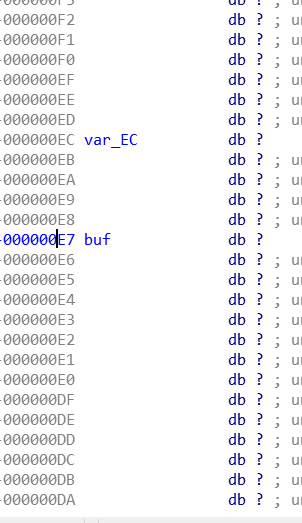 -000000F2 db ? ; un
-000000F1 db ? ; un
-000000F0 db ? ; un
-000000EF db ? ; un
-000000EE db ? ; un
-000000ED db ? ; un
-000000EC var_EC db ?
-000000EB db ? ; un
-000000EA db ? ; un
-000000E9 db ? ; un
-000000E8 db ? ; un
-000000E7 buf db ?
-000000E6 db ? ; un
-000000E5 db ? ; un
-000000E4 db ? ; un
-000000E3 db ? ; un
-000000E2 db ? ; un
-000000E1 db ? ; un
-000000E0 db ? ; un
-000000DF db ? ; un
-000000DE db ? ; un
-000000DD db ? ; un
-000000DC db ? ; un
-000000DB db ? ; un
-000000DA db ? ; un